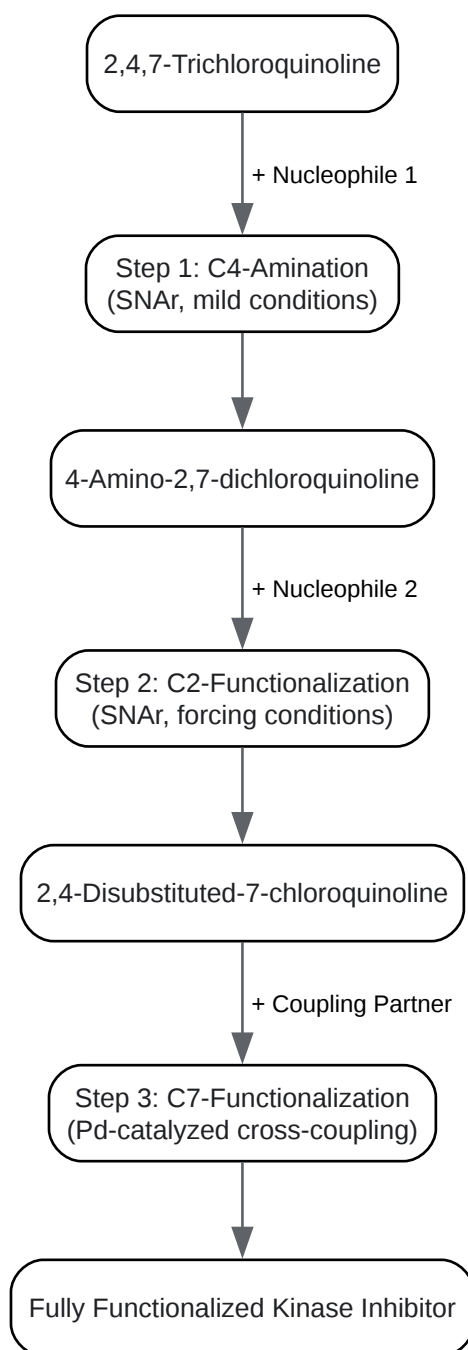 2,4,7-Trichloroquinoline
+ Nucleophile 1
Step 1: C4-Amination
(SNAr, mild conditions)
4-Amino-2,7-dichloroquinoline
+ Nucleophile 2
Step 2: C2-Functionalization
(SNAr, forcing conditions)
2,4-Disubstituted-7-chloroquinoline
+ Coupling Partner
Step 3: C7-Functionalization
(Pd-catalyzed cross-coupling)
Fully Functionalized Kinase Inhibitor